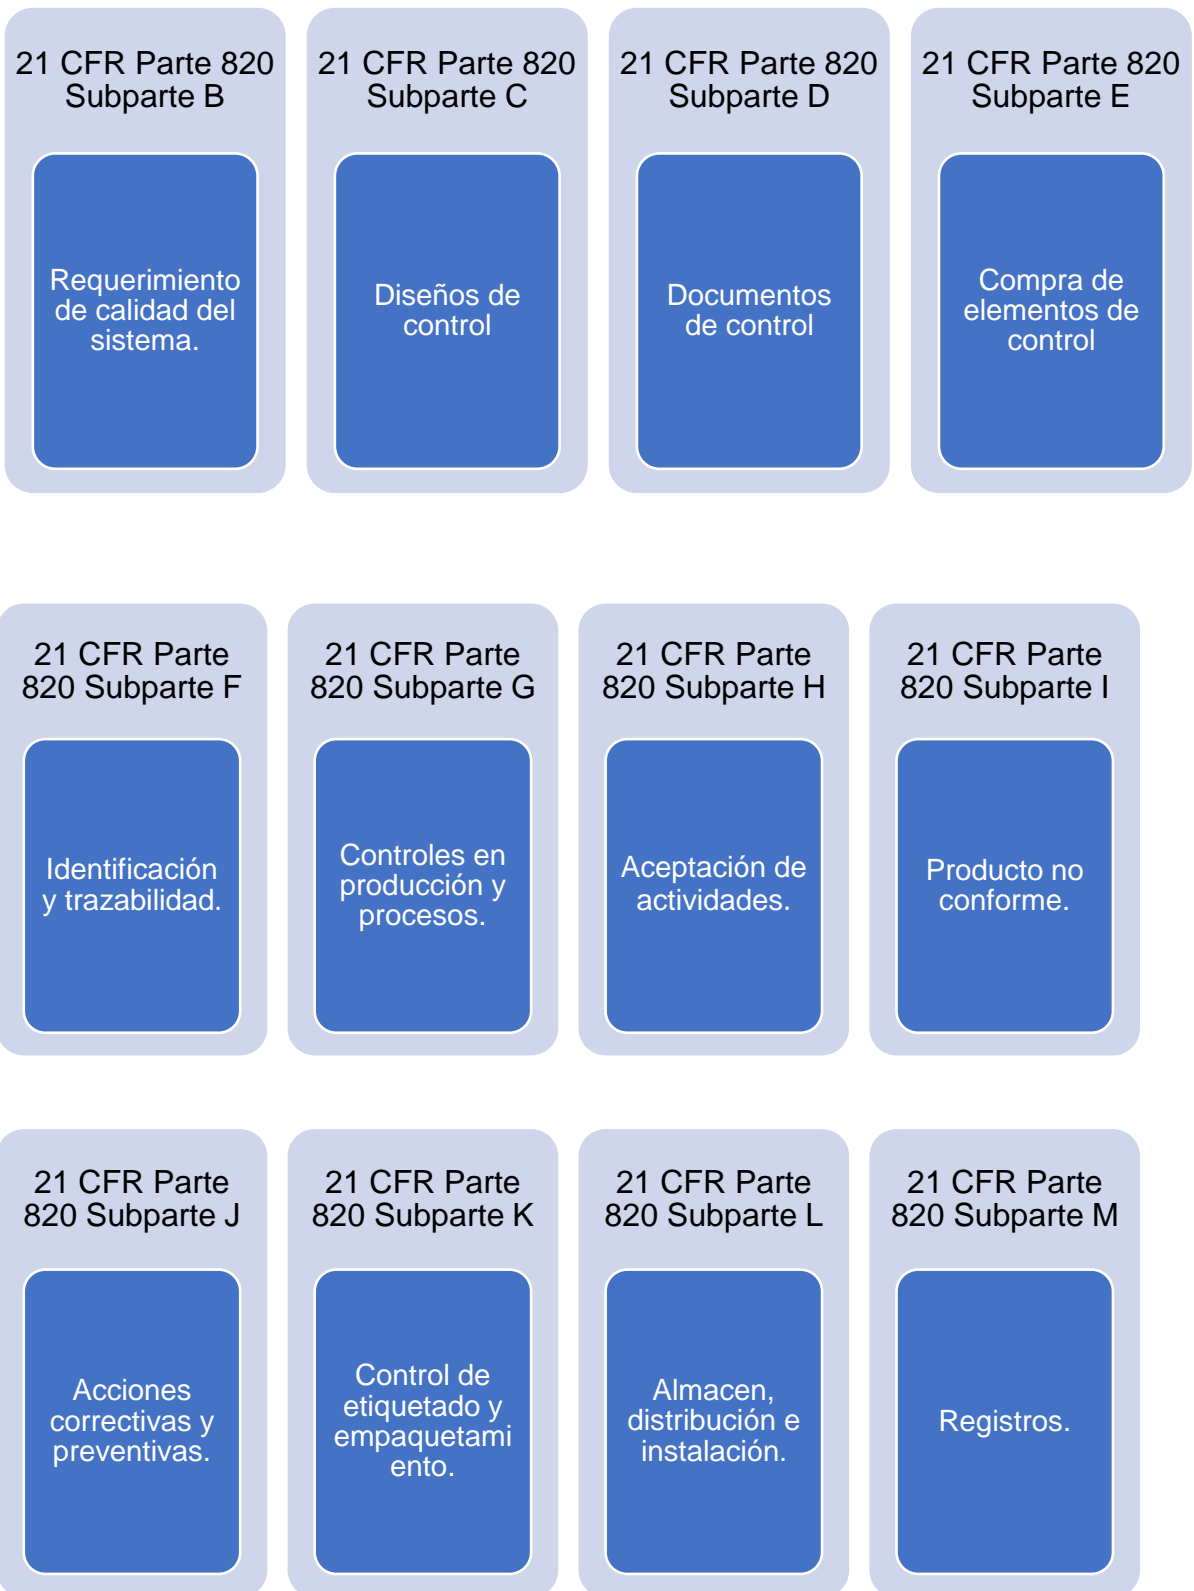 21 CFR Parte 820
Subparte B
Requerimiento
de calidad del
sistema.
21 CFR Parte 820
Subparte C
Diseños de
control
21 CFR Parte 820
Subparte D
Documentos
de control
21 CFR Parte 820
Subparte E
Compra de
elementos de
control
21 CFR Parte
820 Subparte F
Identificación
y trazabilidad.
21 CFR Parte
820 Subparte G
Controles en
producción y
procesos.
21 CFR Parte
820 Subparte H
Aceptación de
actividades.
21 CFR Parte
820 Subparte I
Producto no
conforme.
21 CFR Parte
820 Subparte J
Acciones
correctivas y
preventivas.
21 CFR Parte
820 Subparte K
Control de
etiquetado y
empaquetami
ento.
21 CFR Parte
820 Subparte L
Almacen,
distribución e
instalación.
21 CFR Parte
820 Subparte M
Registros.